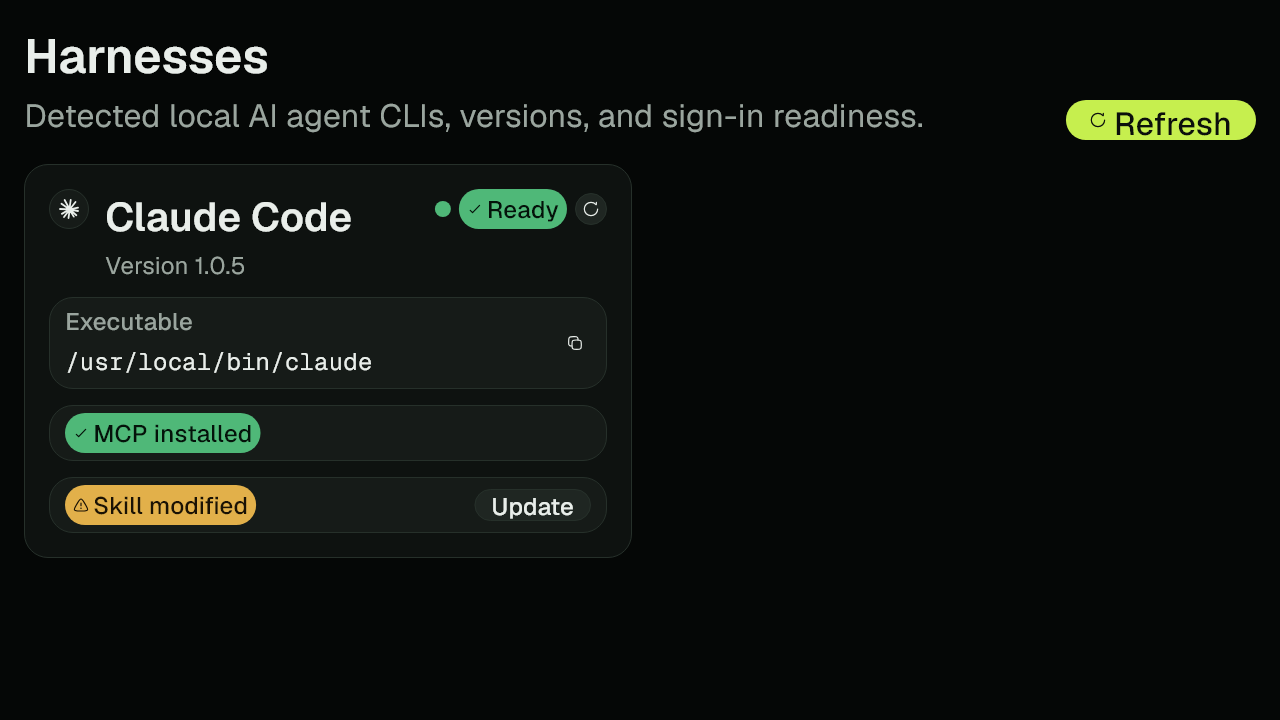 Harnesses
Detected local AI agent CLIs, versions, and sign-in readiness.
Refresh
Claude Code
Ready
Version 1.0.5
Executable
/usr/local/bin/claude
MCP installed
Skill modified
Update